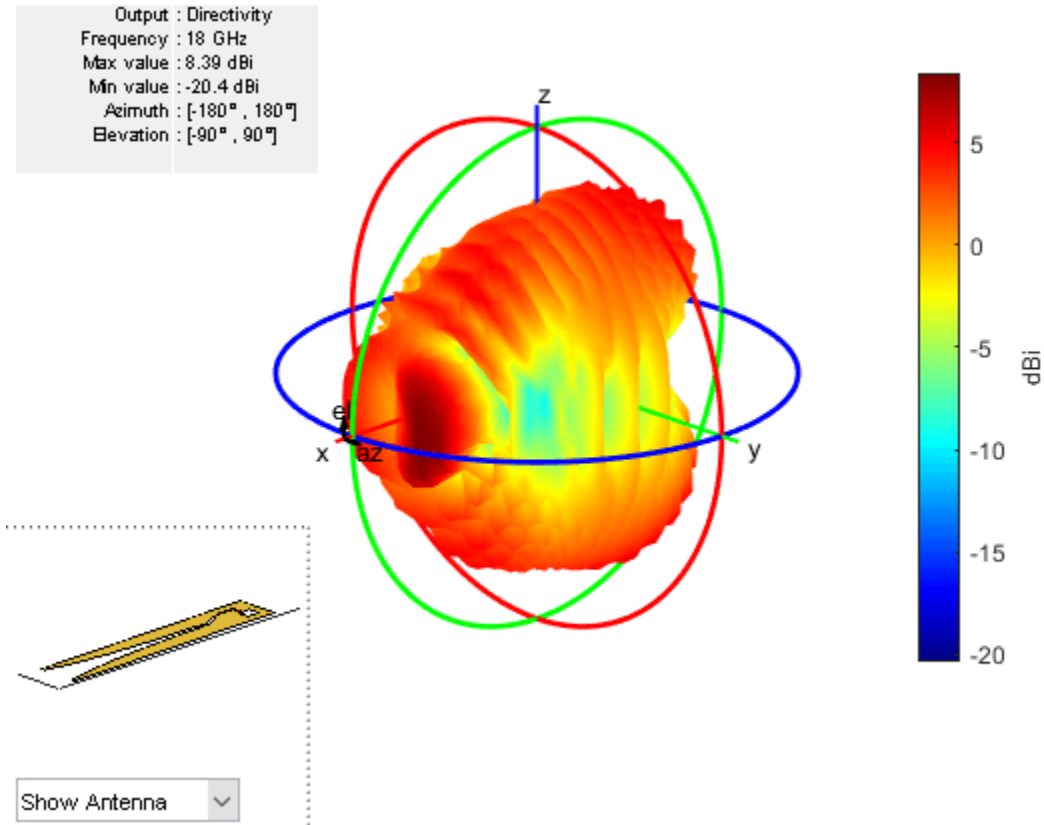 Output : Directivity
Frequency : 18 GHz
Max value : 8.39 dBi
Min value : -20.4 dBi
Azimuth : [-180° , 180°]
Elevation : [-90° , 90°]
z
5
0
-5
dBi
-10
-15
-20
el
x
az
y
Show Antenna